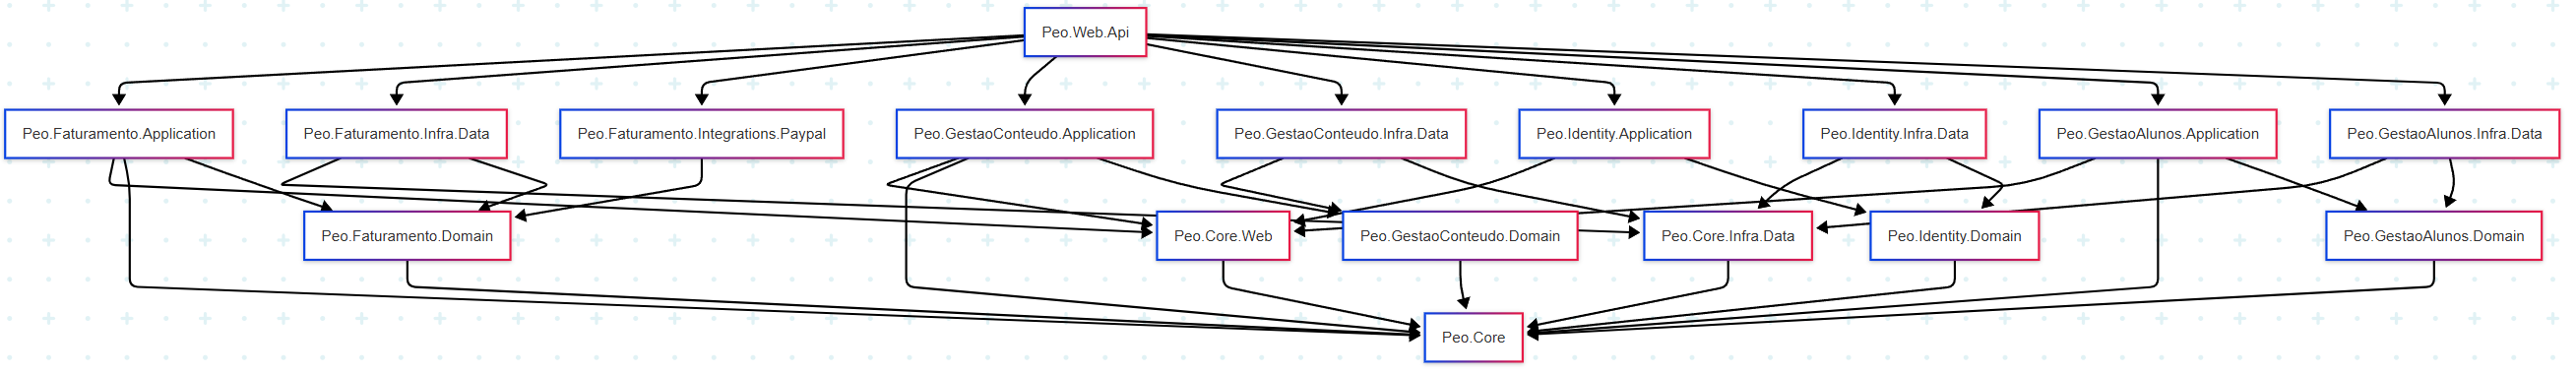 Peo.Web.Api
Peo.Faturamento.Application
Peo.Faturamento.Infra.Data
Peo.Faturamento.Integrations.Paypal
Peo.GestaoConteudo.Application
Peo.GestaoConteudo.Infra.Data
Peo.Identity.Application
Peo.Identity.Infra.Data
Peo.GestaoAlunos.Application
Peo.GestaoAlunos.Infra.Data
Peo.Faturamento.Domain
Peo.Core.Web
Peo.GestaoConteudo.Domain
Peo.Core.Infra.Data
Peo.Identity.Domain
Peo.GestaoAlunos.Domain
Peo.Core